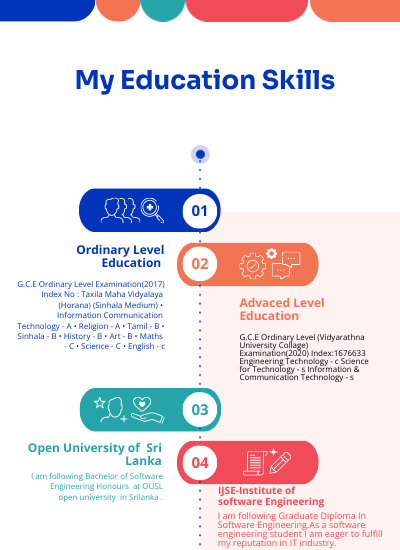 My Education Skills
01
Ordinary Level
Education
G.C.E Ordinary Level Examination(2017)
Index No : Taxila Maha Vidyalaya
(Horana) (Sinhala Medium) •
Information Communication
Technology - A • Religion - A • Tamil - B •
Sinhala - B • History - B • Art - B • Maths
- C • Science - C • English - c
02
Advaced Level
Education
G.C.E Ordinary Level (Vidyarathna
University Collage)
Examination(2020) Index:1676633
Engineering Technology - c Science
for Technology - s Information &
Communication Technology - s
03
Open University of Sri
Lanka
I am following Bachelor of Software
Engineering Honours at OUSL
open university in Srilanka .
04
IJSE-Institute of
software Engineering
I am following Graduate Diploma In
Software Engineering.As a software
engineering student I am eager to fulfill
my reputation in IT industry.